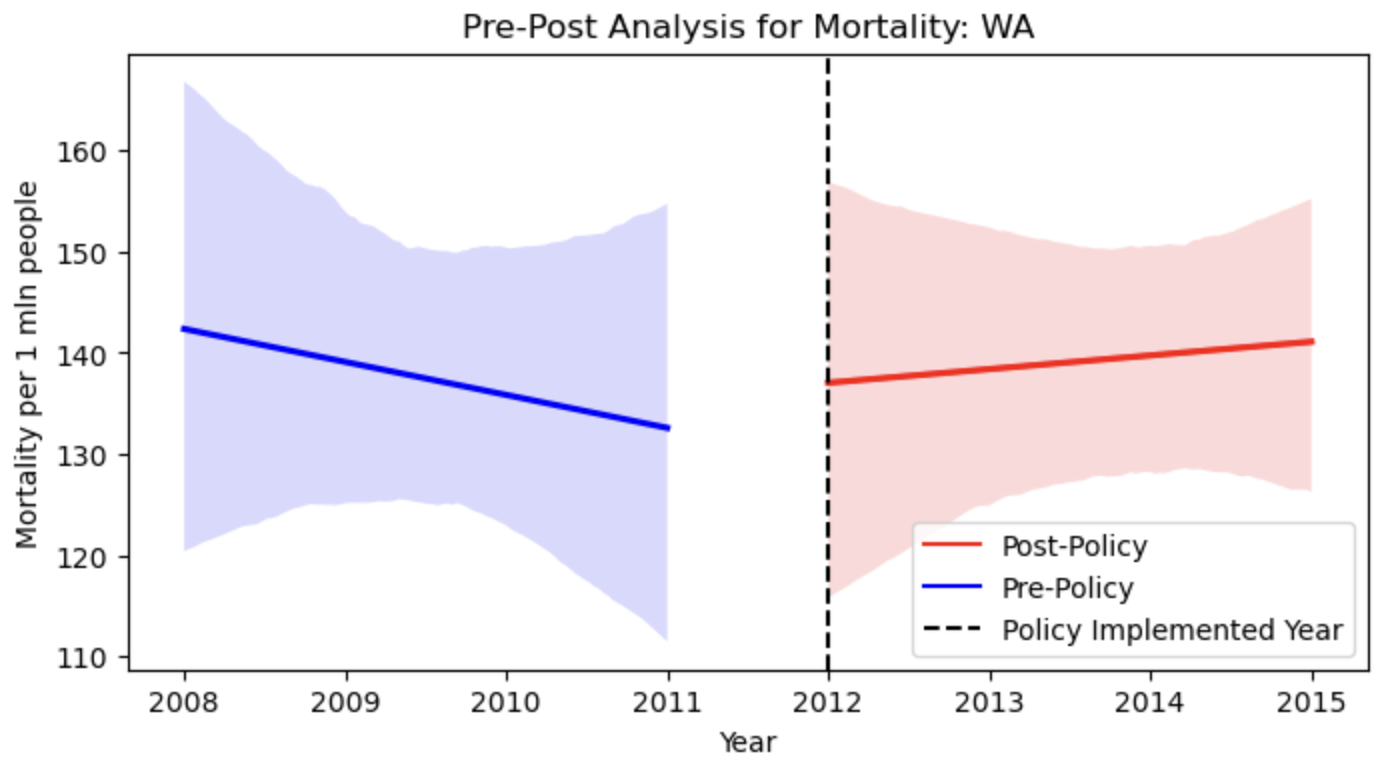 Pre-Post Analysis for Mortality: WA
Mortality per 1 mln people
160
150
140
130
120
110
Post-Policy
Pre-Policy
Policy Implemented Year
2008 2009 2010 2011 2012 2013 2014 2015
Year